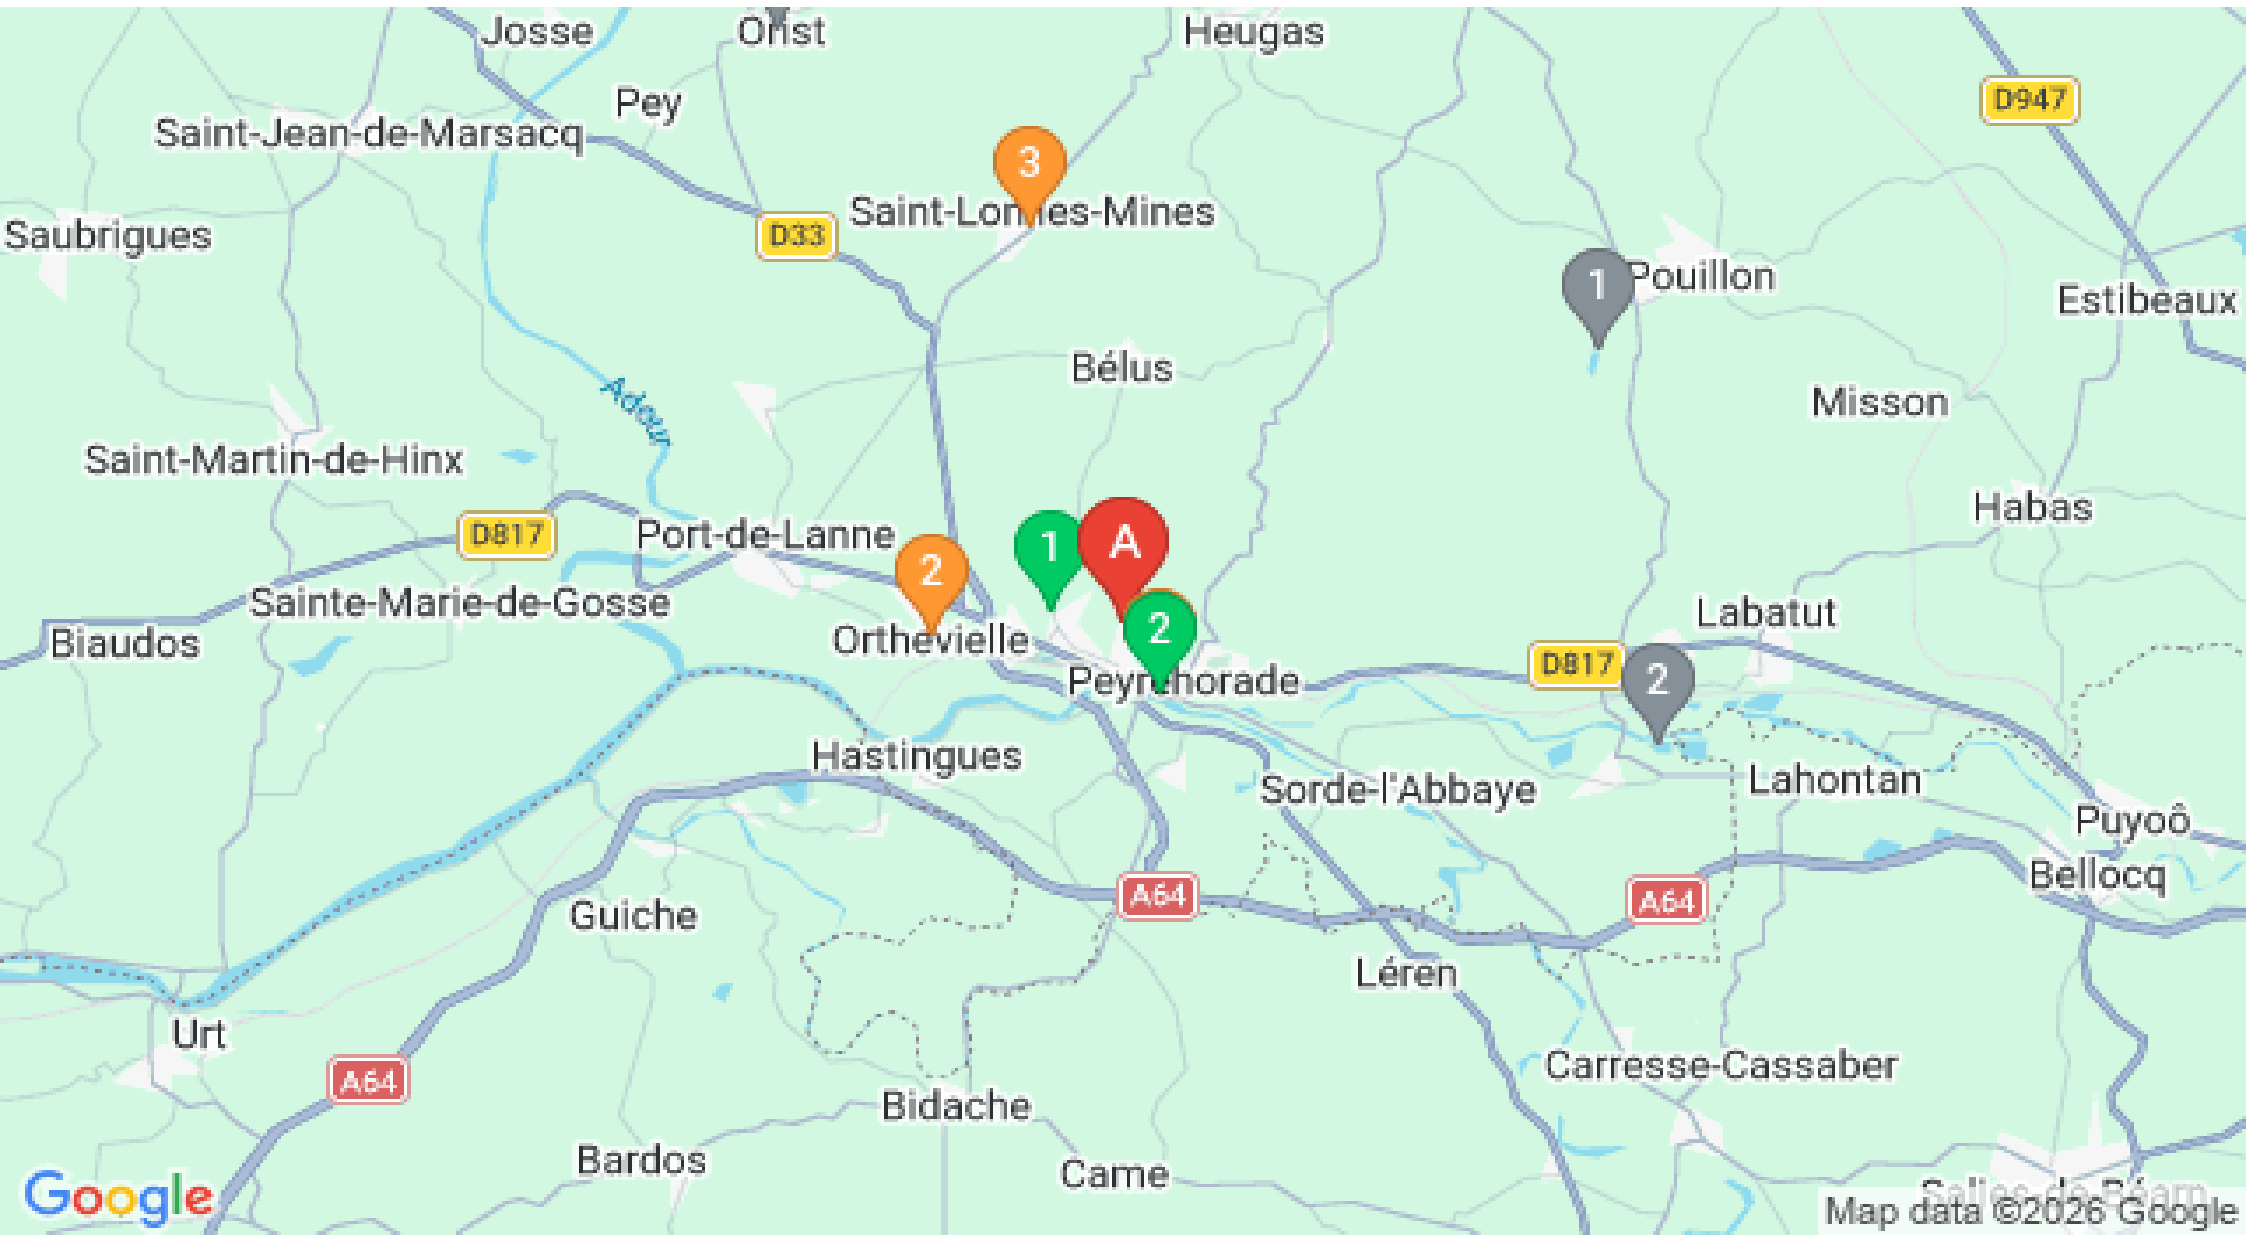 Josse
Orist
Heugas
Pey
D947
Saint-Jean-de-Marsacq
3
Saint-Lon-les-Mines
Saubrigues
D33
1
Pouillon
Estibeaux
Bélus
Adour
Misson
Saint-Martin-de-Hinx
Habas
D817
Port-de-Lanne
1
A
2
Sainte-Marie-de-Gosse
Labatut
Biaudos
Orthevielle
2
D817
2
Peyrehorade
Hastingues
Sorde-l'Abbaye
Lahontan
Puyoô
Bellocq
A64
A64
Guiche
Léren
Urt
Carresse-Cassaber
A64
Bidache
Bardos
Came
Salies-de-Béarn
Google
Map data ©2026 Google